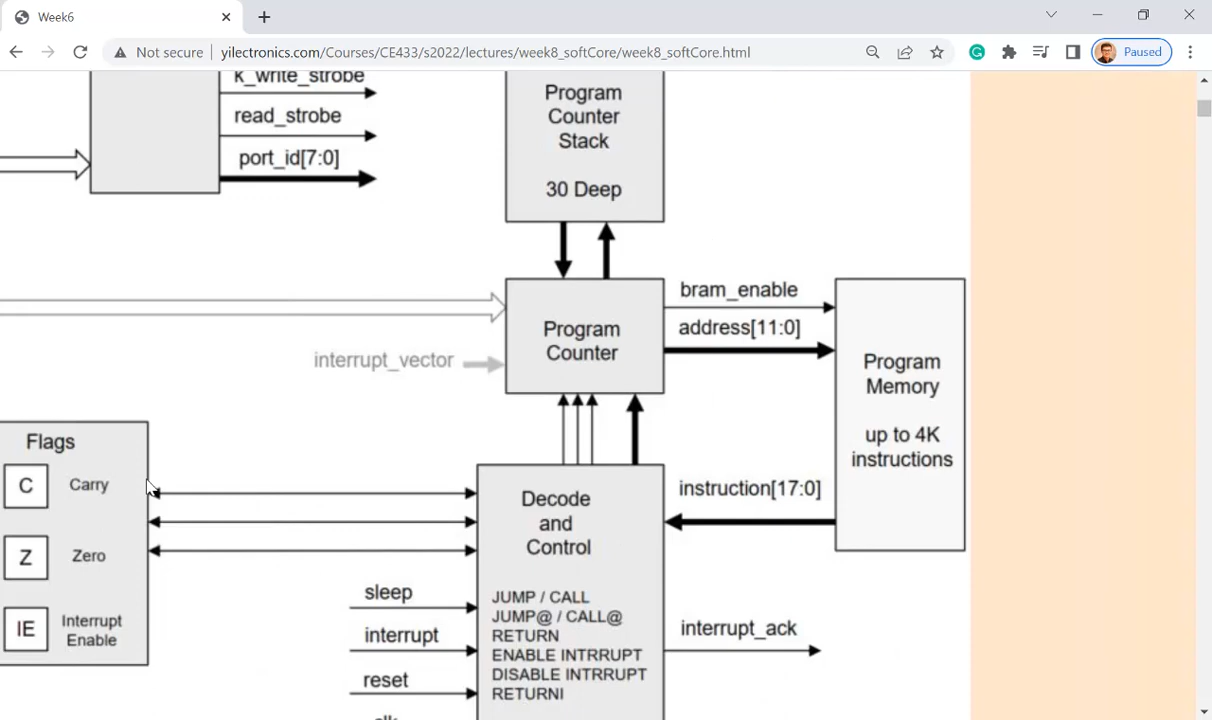 Week6
Not secure
yilectronics.com/Courses/CE433/s2022/lectures/week8_softCore/week8_softCore.html
Paused
k_write_strobe
read_strobe
port_id[7:0]
Program
Counter
Stack
30 Deep
Program
Counter
interrupt_vector
bram_enable
address[11:0]
Program
Memory
up to 4K
instructions
instruction[17:0]
Flags
C Carry
Z Zero
IE Interrupt
Enable
Decode
and
Control
JUMP / CALL
JUMP@ / CALL@
RETURN
ENABLE INTRRUPT
DISABLE INTRRUPT
RETURNI
sleep
interrupt
reset
clk
interrupt_ack